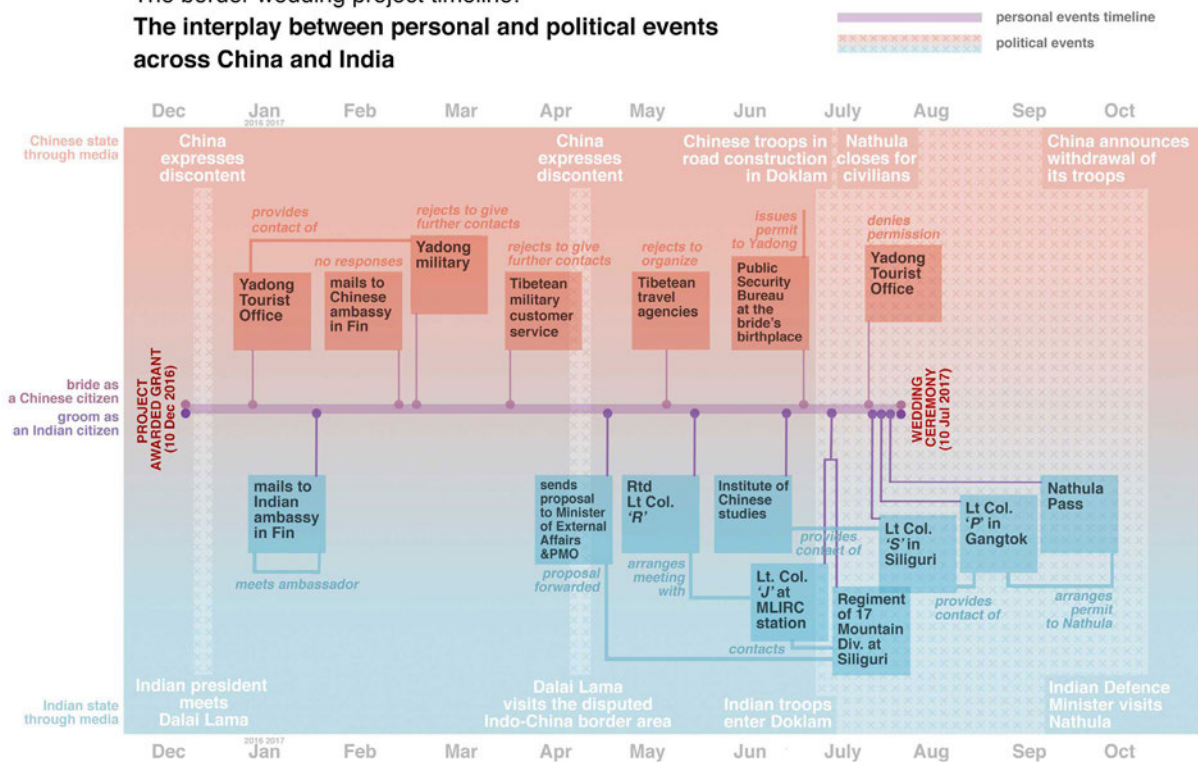 The border wedding project timeline:
The interplay between personal and political events
across China and India
personal events timeline
political events
Dec Jan Feb Mar Apr May Jun July Aug Sep Oct
2016 2017
Chinese state
through media
China
expresses
discontent
China
expresses
discontent
Chinese troops in
road construction
in Doklam
Nathula
closes for
civilians
China announces
withdrawal of
its troops
provides
contact of
rejects to give
further contacts
no responses
rejects to give
further contacts
rejects to
organize
issues
permit
to Yadong
denies
permission
Yadong
Tourist
Office
mails to
Chinese
ambassy
in Fin
Yadong
military
Tibetean
military
customer
service
Tibetean
travel
agencies
Public
Security
Bureau
at the
bride's
birthplace
Yadong
Tourist
Office
bride as
a Chinese citizen
groom as
an Indian citizen
PROJECT
AWARDED GRANT
(10 Dec 2016)
WEDDING
CEREMONY
(10 Jul 2017)
mails to
Indian
ambassy
in Fin
meets ambassador
sends
proposal
to Minister
of External
Affairs
&PMO
proposal
forwarded
Rtd
Lt Col.
'R'
arranges
meeting
with
Institute of
Chinese
studies
provides
contact of
Lt. Col.
'J' at
MLIRC
station
contacts
Regiment
of 17
Mountain
Div. at
Siliguri
Lt Col.
'S' in
Siliguri
provides
contact of
Lt Col.
'P' in
Gangtok
Nathula
Pass
arranges
permit
to Nathula
Indian state
through media
Indian president
meets
Dalai Lama
Dalai Lama
visits the disputed
Indo-China border area
Indian troops
enter Doklam
Indian Defence
Minister visits
Nathula
2016 2017
Dec Jan Feb Mar Apr May Jun July Aug Sep Oct